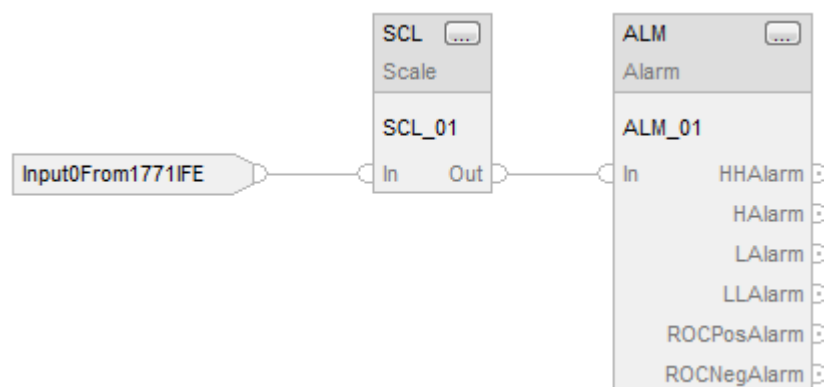 SCL ...
Scale
SCL_01
Input0From1771IFE
In Out
ALM ...
Alarm
ALM_01
In HHAlarm
HAlarm
LAlarm
LLAlarm
ROCPosAlarm
ROCNegAlarm